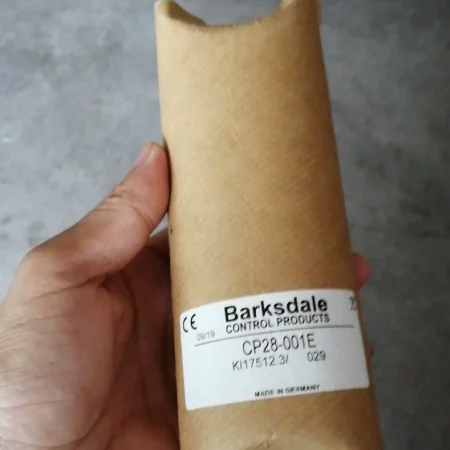 CE
09/19
Barksdale
CONTROL PRODUCTS
CP28-001E
KI17512.3/ 029
MADE IN GERMANY